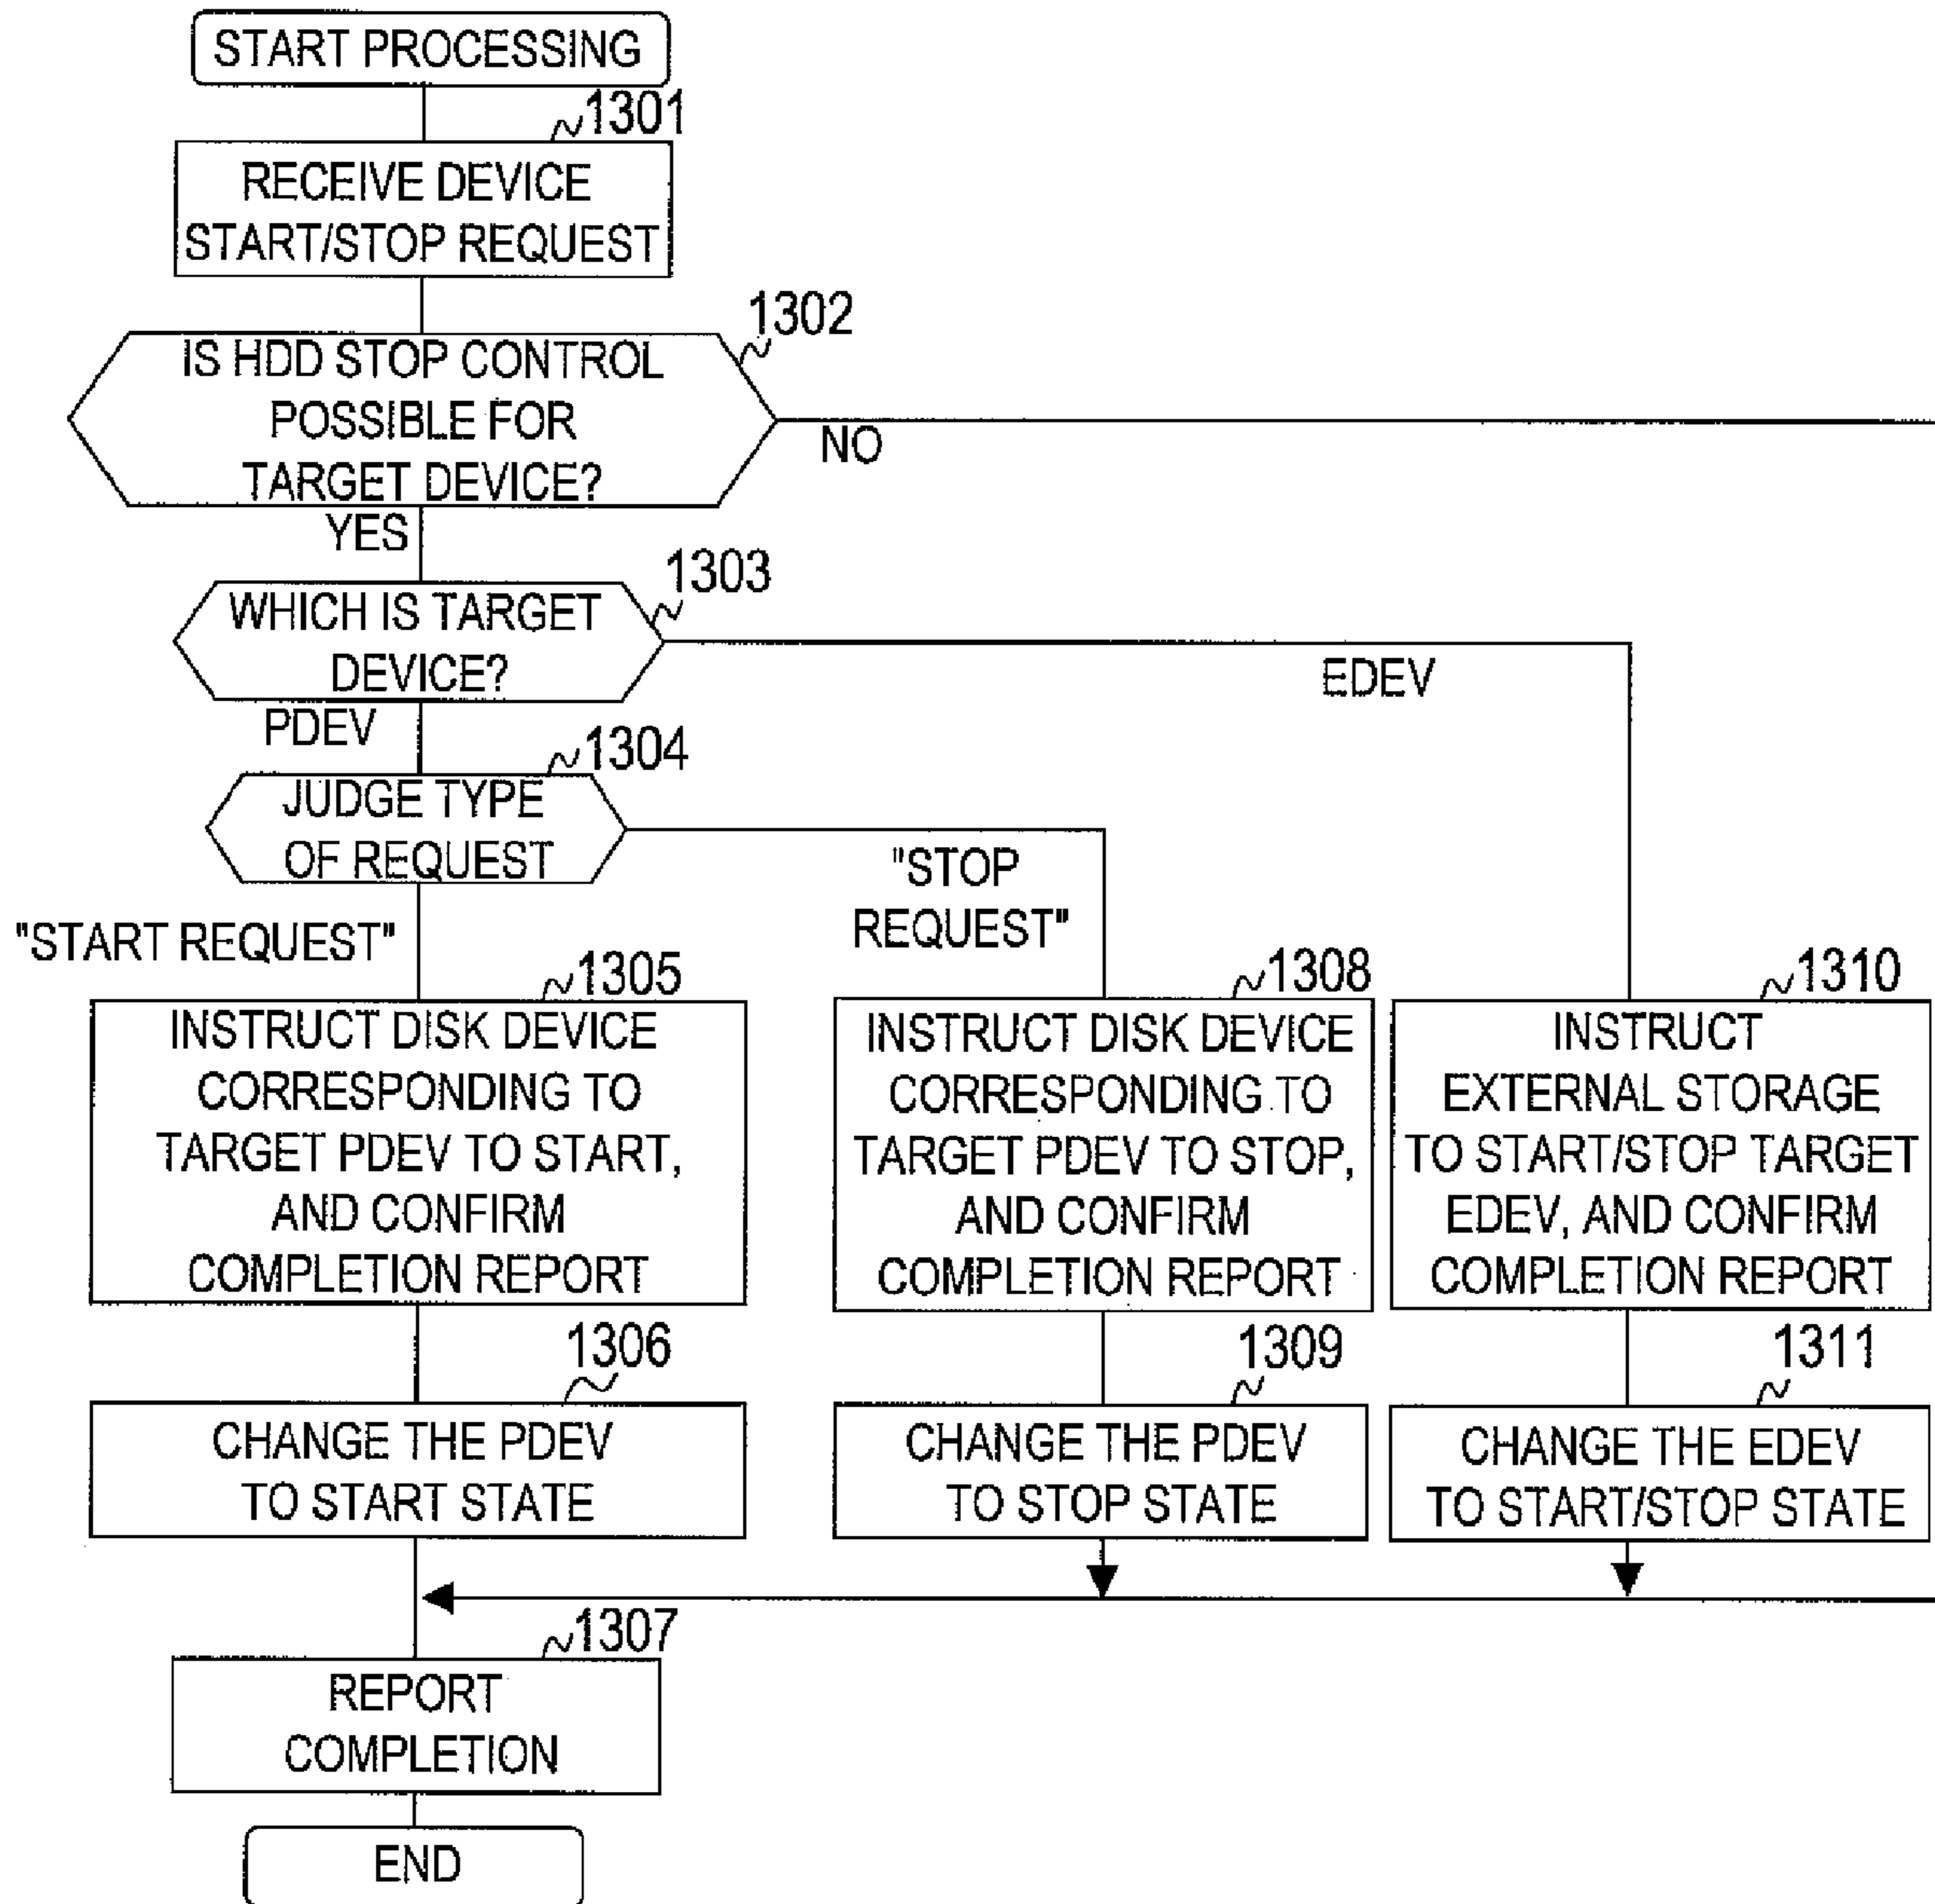 START PROCESSING
1301
RECEIVE DEVICE
START/STOP REQUEST
1302
IS HDD STOP CONTROL
POSSIBLE FOR
TARGET DEVICE?
NO
YES
1303
WHICH IS TARGET
DEVICE?
EDEV
PDEV
1304
JUDGE TYPE
OF REQUEST
"STOP
REQUEST"
"START REQUEST"
1305
INSTRUCT DISK DEVICE
CORRESPONDING TO
TARGET PDEV TO START,
AND CONFIRM
COMPLETION REPORT
1308
INSTRUCT DISK DEVICE
CORRESPONDING TO
TARGET PDEV TO STOP,
AND CONFIRM
COMPLETION REPORT
1310
INSTRUCT
EXTERNAL STORAGE
TO START/STOP TARGET
EDEV, AND CONFIRM
COMPLETION REPORT
1306
CHANGE THE PDEV
TO START STATE
1309
CHANGE THE PDEV
TO STOP STATE
1311
CHANGE THE EDEV
TO START/STOP STATE
1307
REPORT
COMPLETION
END